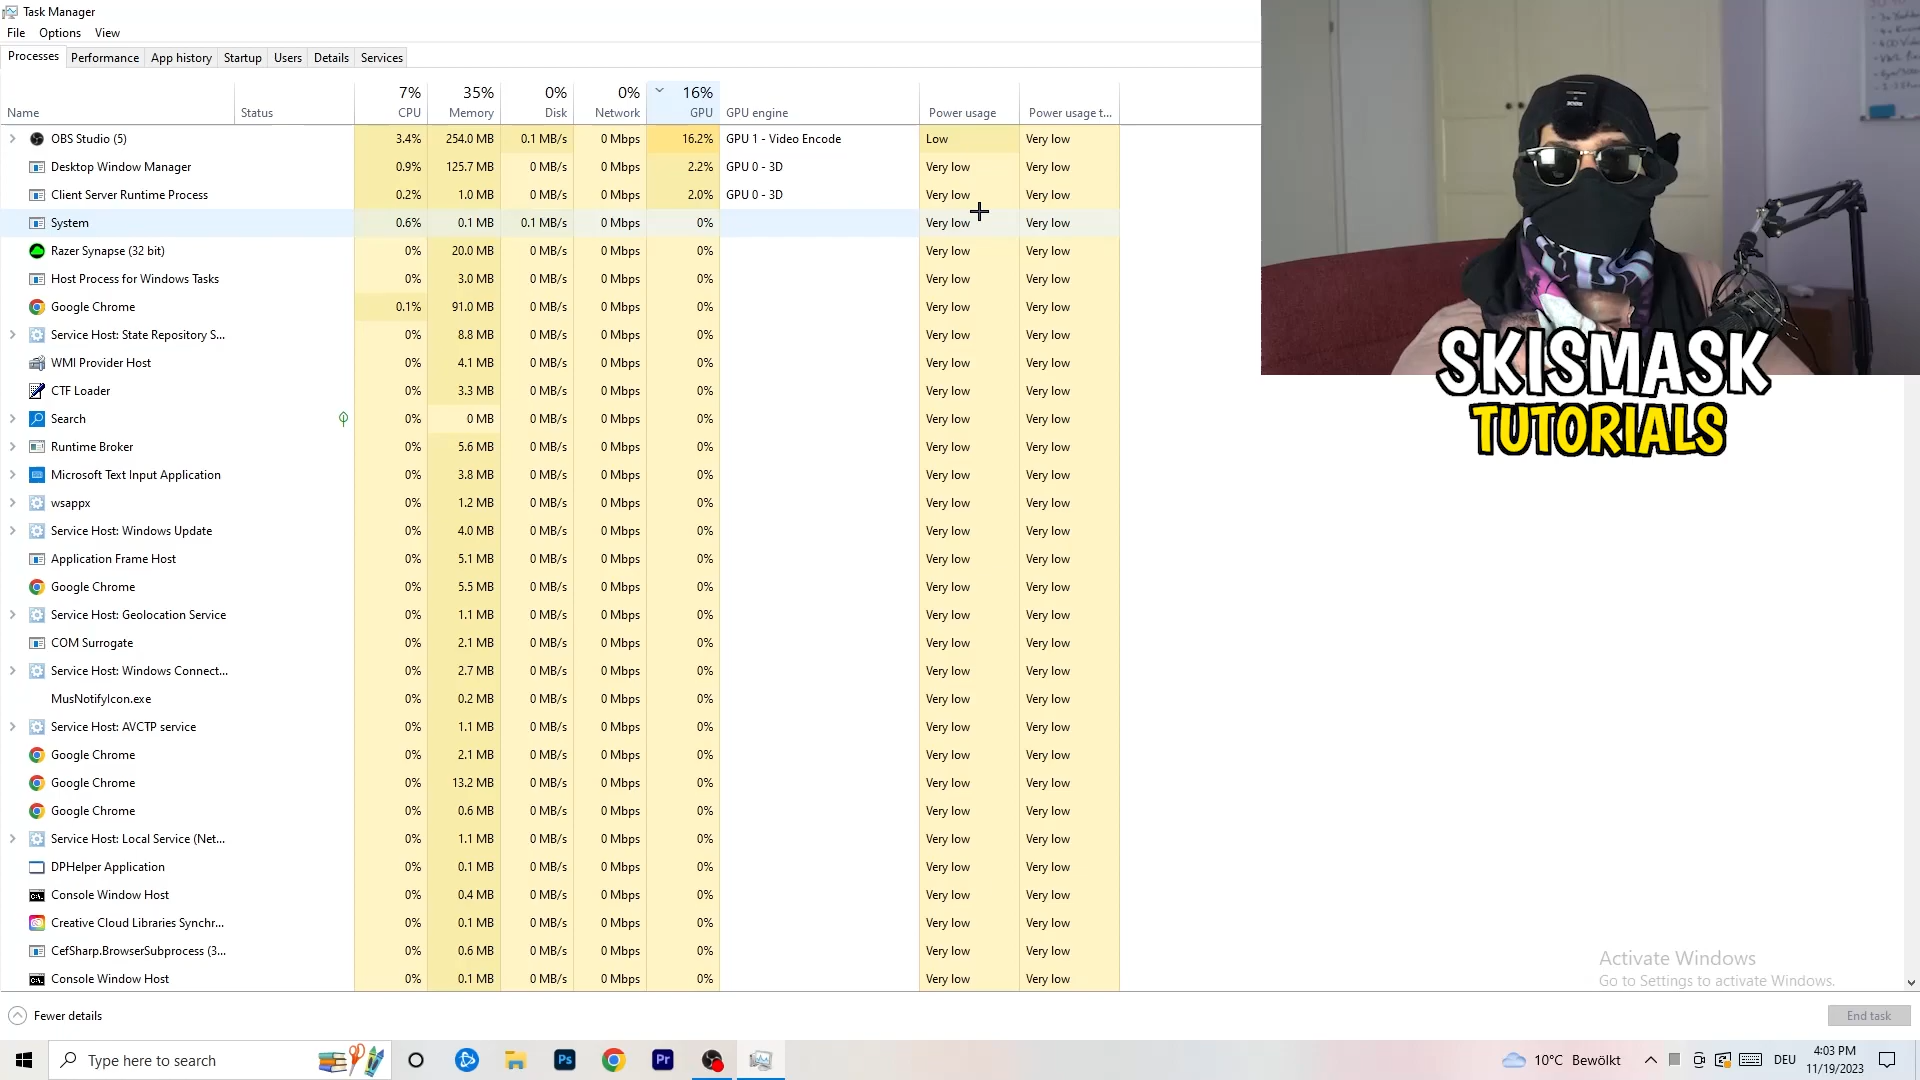 Task Manager
File Options View
Processes Performance App history Startup Users Details Services
7% 35% 0% 0% 16%
Name Status CPU Memory Disk Network GPU GPU engine Power usage Power usage t...
OBS Studio (5) 3.4% 254.0 MB 0.1 MB/s 0 Mbps 16.2% GPU 1 - Video Encode Low Very low
Desktop Window Manager 0.9% 125.7 MB 0 MB/s 0 Mbps 2.2% GPU 0 - 3D Very low Very low
Client Server Runtime Process 0.2% 1.0 MB 0 MB/s 0 Mbps 2.0% GPU 0 - 3D Very low Very low
System 0.6% 0.1 MB 0.1 MB/s 0 Mbps 0% Very low Very low
Razer Synapse (32 bit) 0% 20.0 MB 0 MB/s 0 Mbps 0% Very low Very low
Host Process for Windows Tasks 0% 3.0 MB 0 MB/s 0 Mbps 0% Very low Very low
Google Chrome 0.1% 91.0 MB 0 MB/s 0 Mbps 0% Very low Very low
Service Host: State Repository S... 0% 8.8 MB 0 MB/s 0 Mbps 0% Very low Very low
WMI Provider Host 0% 4.1 MB 0 MB/s 0 Mbps 0% Very low Very low
CTF Loader 0% 3.3 MB 0 MB/s 0 Mbps 0% Very low Very low
Search 0% 0 MB 0 MB/s 0 Mbps 0% Very low Very low
Runtime Broker 0% 5.6 MB 0 MB/s 0 Mbps 0% Very low Very low
Microsoft Text Input Application 0% 3.8 MB 0 MB/s 0 Mbps 0% Very low Very low
wsappx 0% 1.2 MB 0 MB/s 0 Mbps 0% Very low Very low
Service Host: Windows Update 0% 4.0 MB 0 MB/s 0 Mbps 0% Very low Very low
Application Frame Host 0% 5.1 MB 0 MB/s 0 Mbps 0% Very low Very low
Google Chrome 0% 5.5 MB 0 MB/s 0 Mbps 0% Very low Very low
Service Host: Geolocation Service 0% 1.1 MB 0 MB/s 0 Mbps 0% Very low Very low
COM Surrogate 0% 2.1 MB 0 MB/s 0 Mbps 0% Very low Very low
Service Host: Windows Connect... 0% 2.7 MB 0 MB/s 0 Mbps 0% Very low Very low
MusNotifyIcon.exe 0% 0.2 MB 0 MB/s 0 Mbps 0% Very low Very low
Service Host: AVCTP service 0% 1.1 MB 0 MB/s 0 Mbps 0% Very low Very low
Google Chrome 0% 2.1 MB 0 MB/s 0 Mbps 0% Very low Very low
Google Chrome 0% 13.2 MB 0 MB/s 0 Mbps 0% Very low Very low
Google Chrome 0% 0.6 MB 0 MB/s 0 Mbps 0% Very low Very low
Service Host: Local Service (Net... 0% 1.1 MB 0 MB/s 0 Mbps 0% Very low Very low
DPHelper Application 0% 0.1 MB 0 MB/s 0 Mbps 0% Very low Very low
Console Window Host 0% 0.4 MB 0 MB/s 0 Mbps 0% Very low Very low
Creative Cloud Libraries Synchr... 0% 0.1 MB 0 MB/s 0 Mbps 0% Very low Very low
CefSharp.BrowserSubprocess (3... 0% 0.6 MB 0 MB/s 0 Mbps 0% Very low Very low
Console Window Host 0% 0.1 MB 0 MB/s 0 Mbps 0% Very low Very low
SKISMASK
TUTORIALS
Activate Windows
Go to Settings to activate Windows.
Fewer details
End task
Type here to search
Ps
Pr
10°C Bewölkt
DEU
4:03 PM
11/19/2023